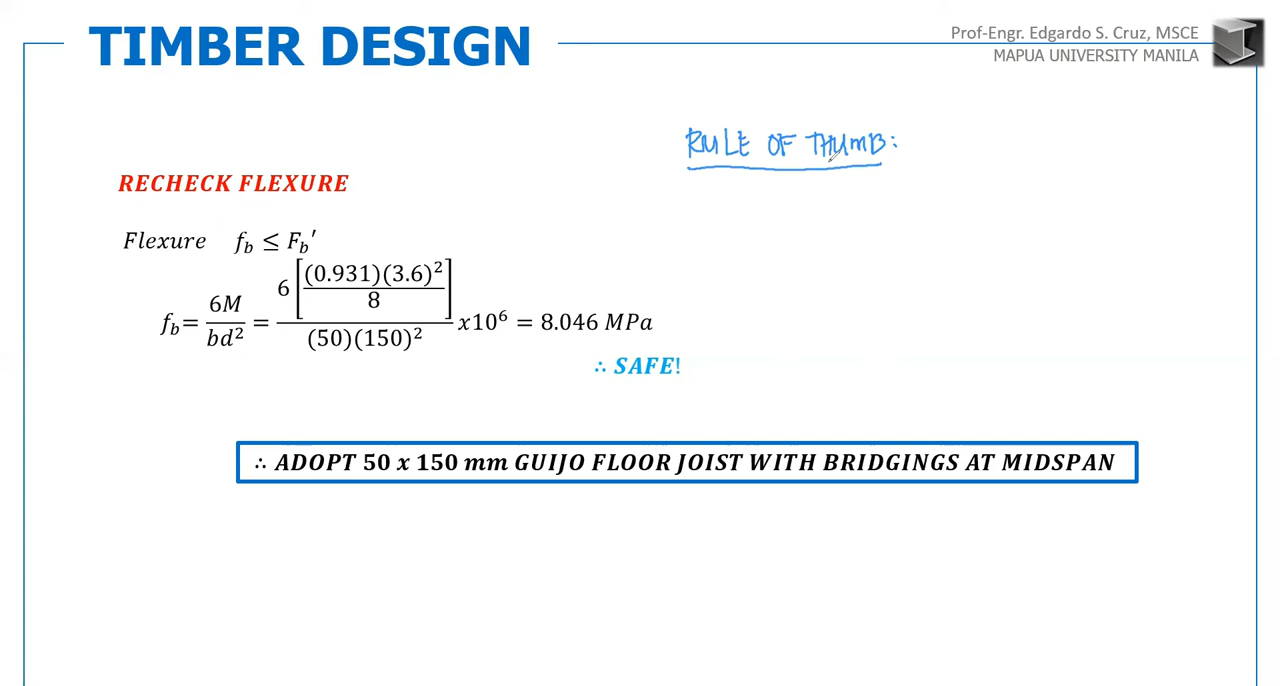 TIMBER DESIGN
Prof-Engr. Edgardo S. Cruz, MSCE
MAPUA UNIVERSITY MANILA
RULE OF THUMB:
RECHECK FLEXURE
Flexure f_b ≤ F_b′
f_b = 6M / bd² = 6[(0.931)(3.6)² / 8] / (50)(150)² x10⁶ = 8.046 MPa
∴ SAFE!
∴ ADOPT 50 x 150 mm GUIJO FLOOR JOIST WITH BRIDGINGS AT MIDSPAN